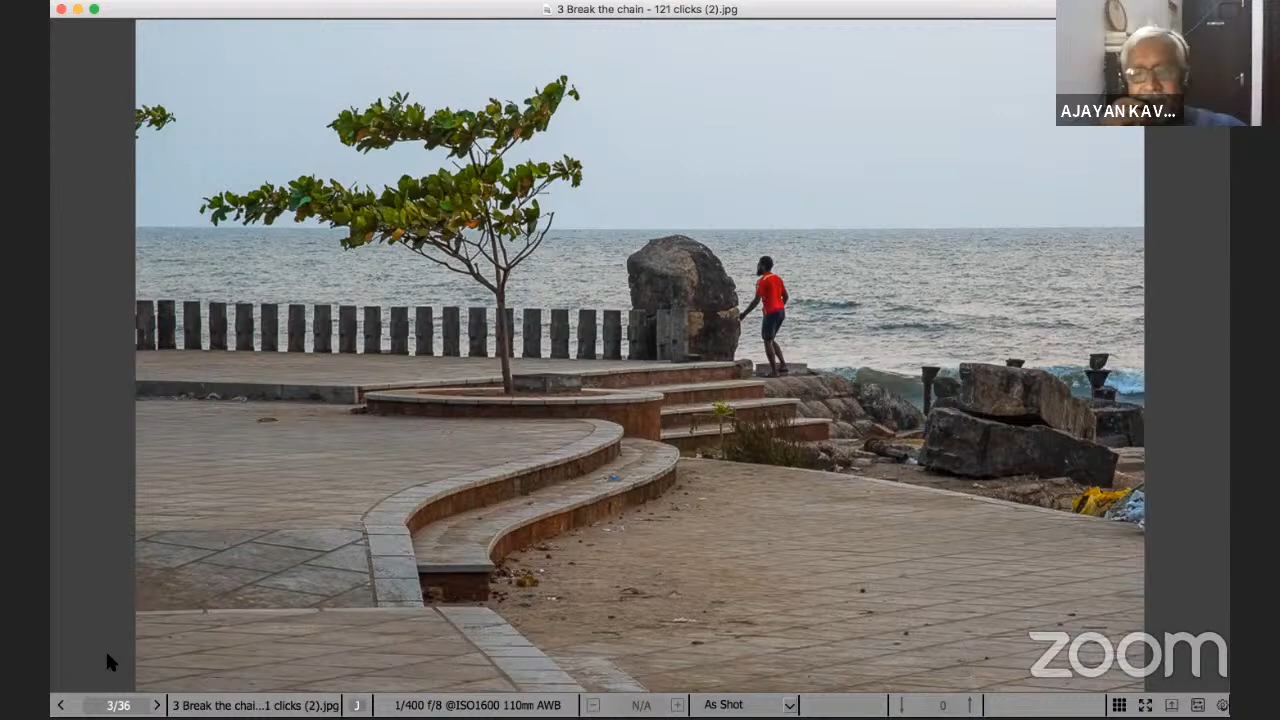 3 Break the chain - 121 clicks (2).jpg
AJAYAN KAV...
zoom
3/36
3 Break the chai...1 clicks (2).jpg
J
1/400 f/8 @ISO1600 110mm AWB
N/A
As Shot
0